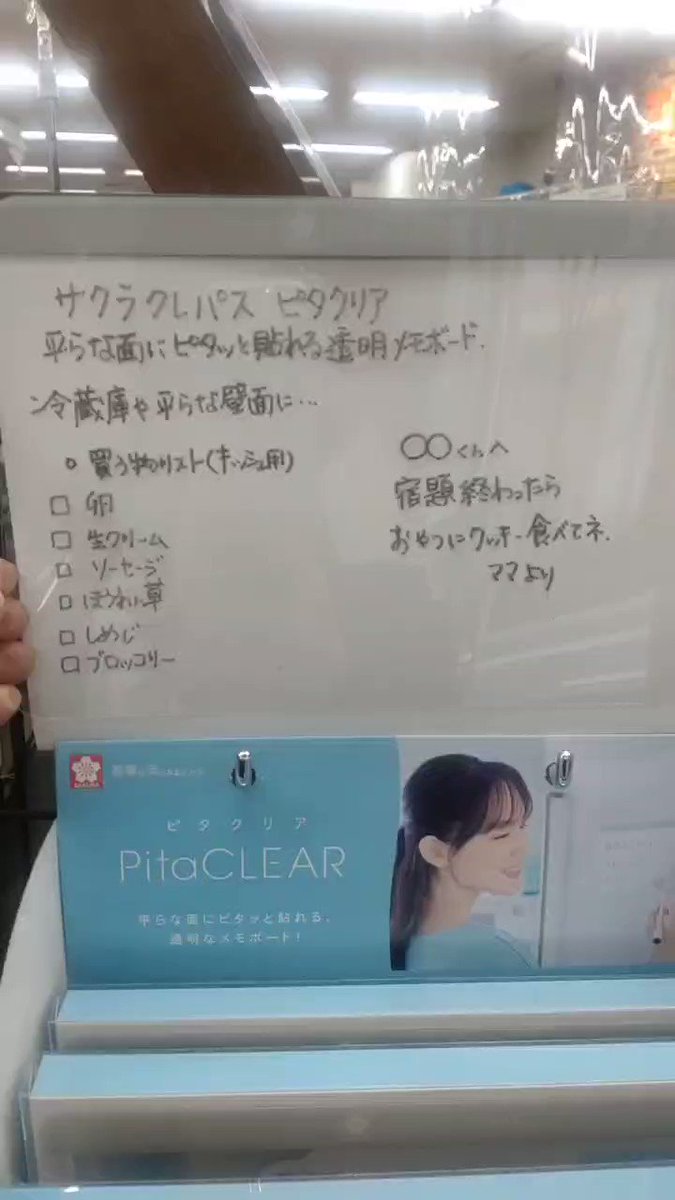 サクラクレパス ピタクリア
平らな面にピタッと貼れる透明メモボード.
冷蔵庫や平らな壁面に…
○ 買う物リスト(キッシュ用)
□ 卵
□ 生クリーム
□ ソーセージ
□ ほうれい草
□ しめじ
□ ブロッコリー
○○くんへ
宿題終わったら
おやつにクッキー食べてネ.
ママより
SAKURA
ピタクリア
PitaCLEAR
平らな面にピタッと貼れる、
透明なメモボード!